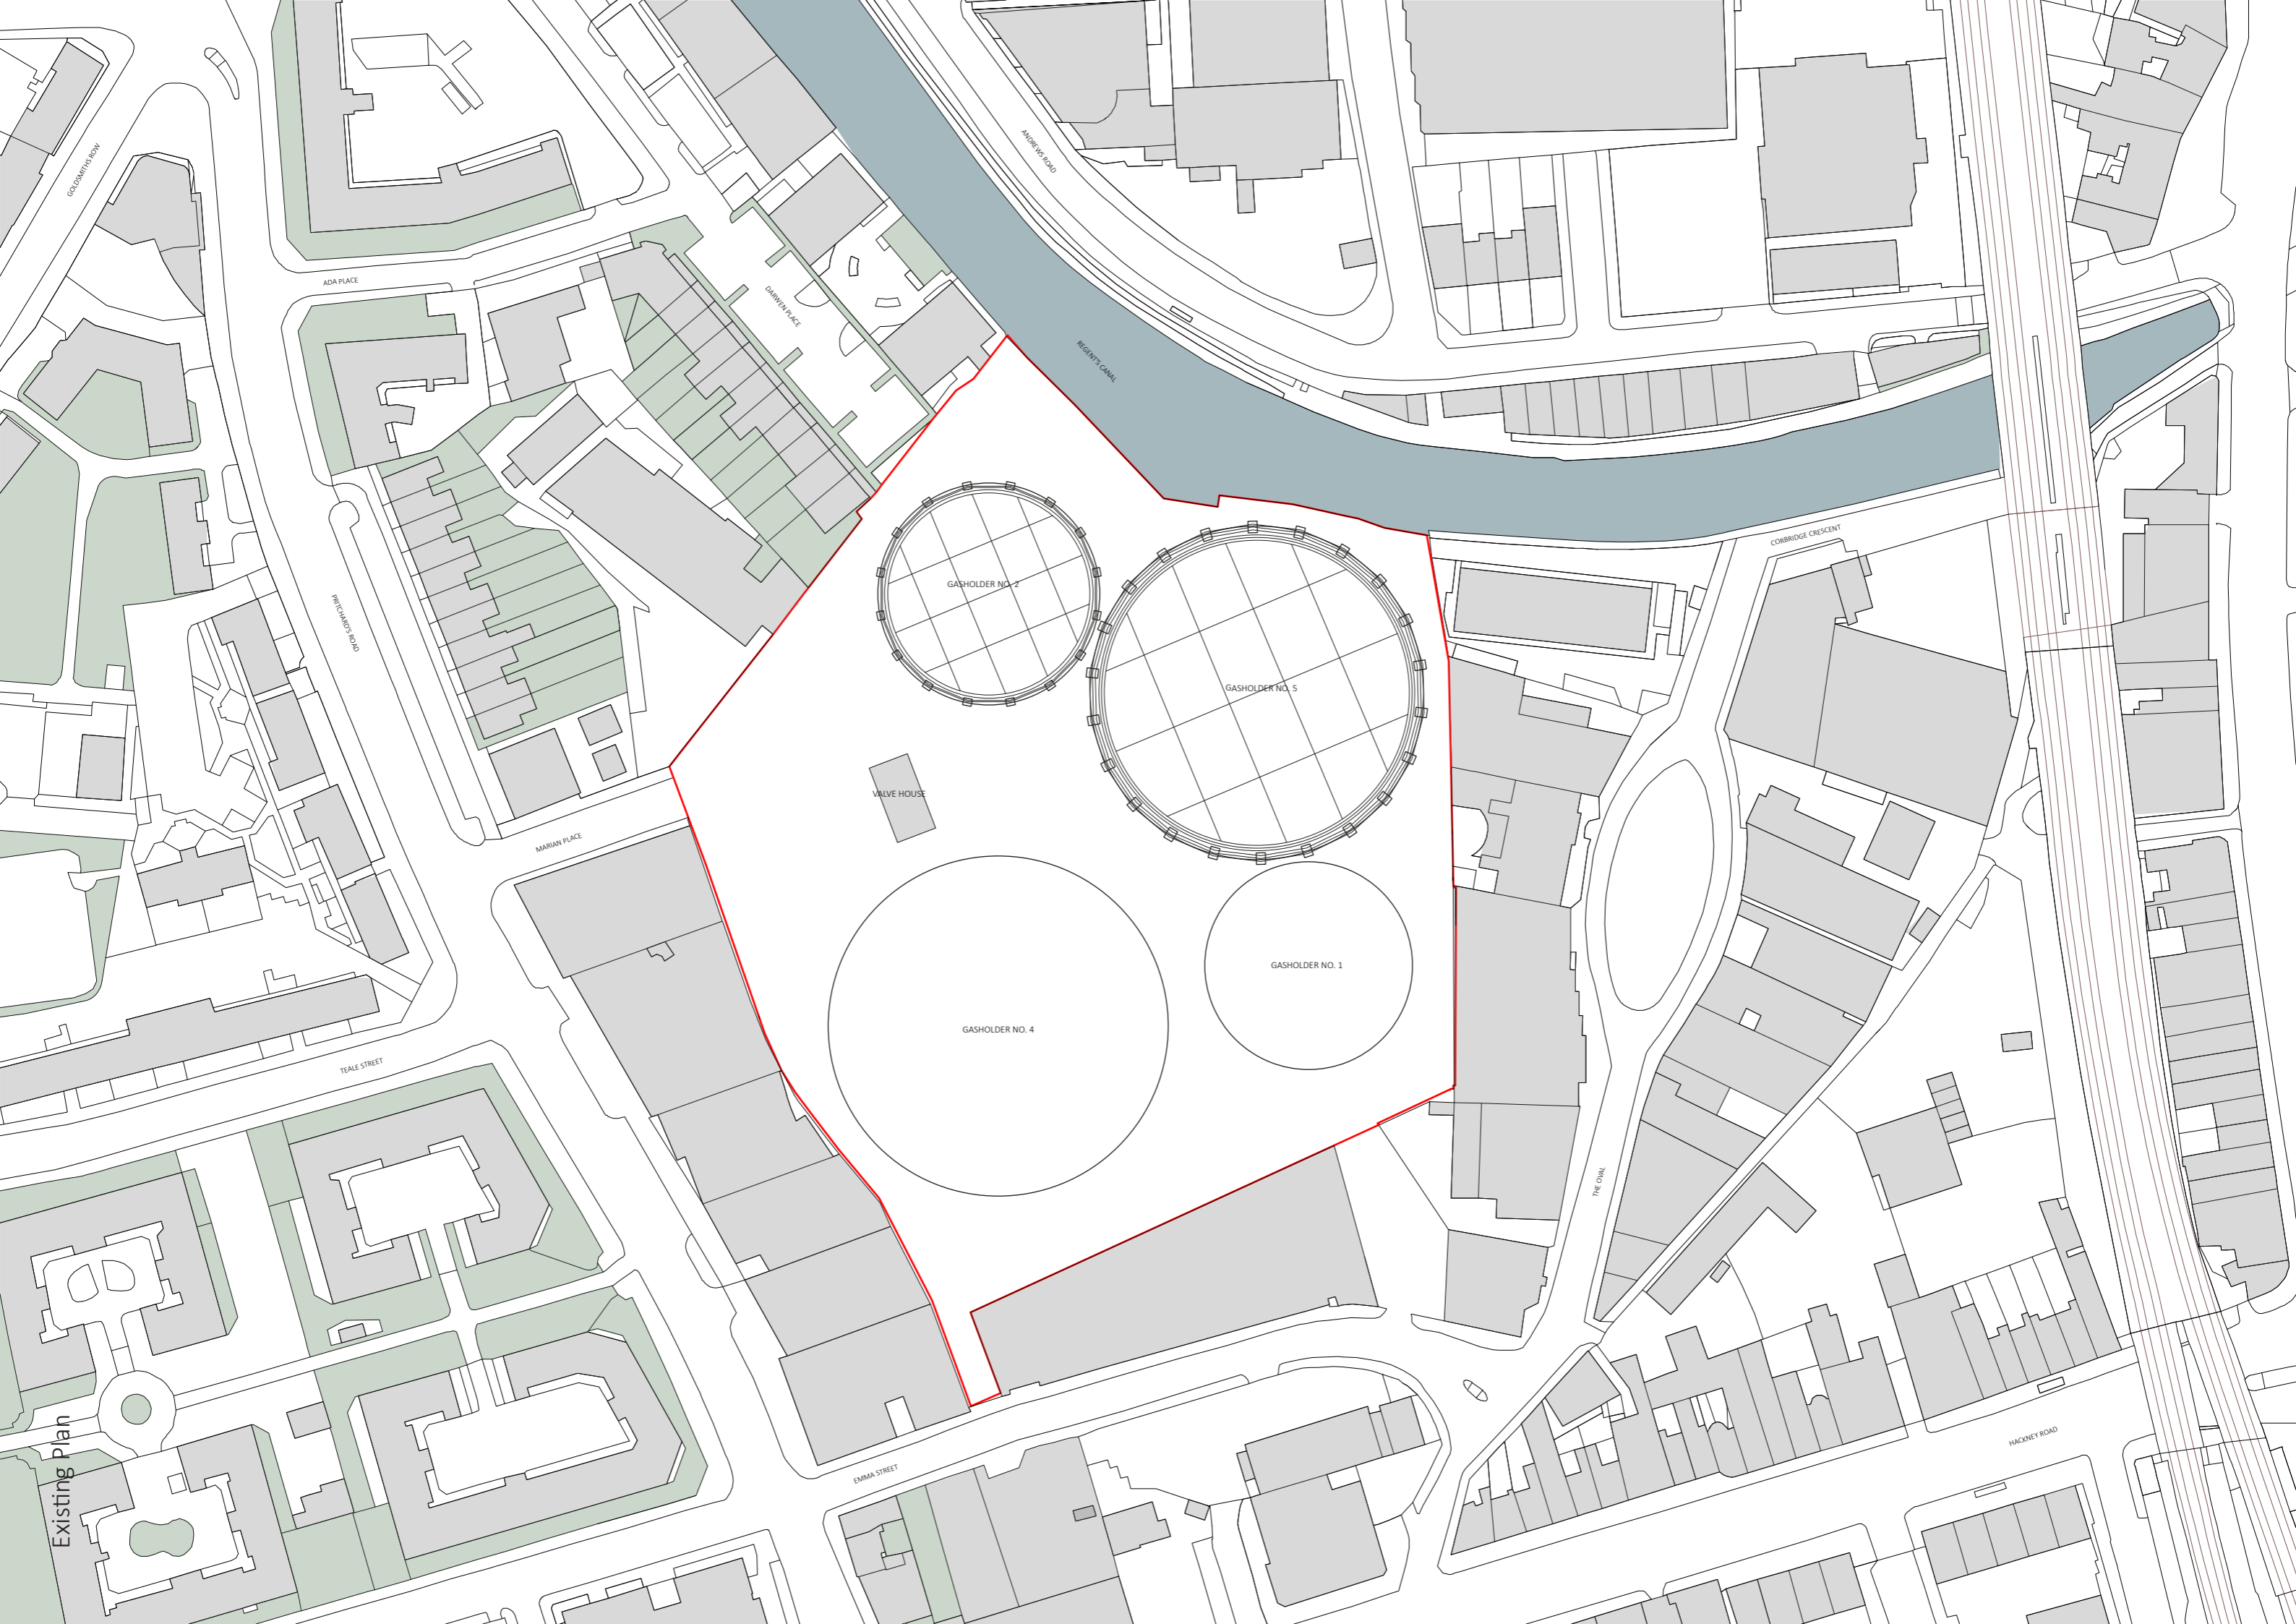 GOLDSMITHS ROW
ANDREWS ROAD
ADA PLACE
DARWEN PLACE
REGENT'S CANAL
CORBRIDGE CRESCENT
PRITCHARD'S ROAD
GASHOLDER NO. 2
GASHOLDER NO. 5
VALVE HOUSE
MARIAN PLACE
GASHOLDER NO. 1
GASHOLDER NO. 4
TEALE STREET
THE OVAL
HACKNEY ROAD
EMMA STREET
Existing Plan